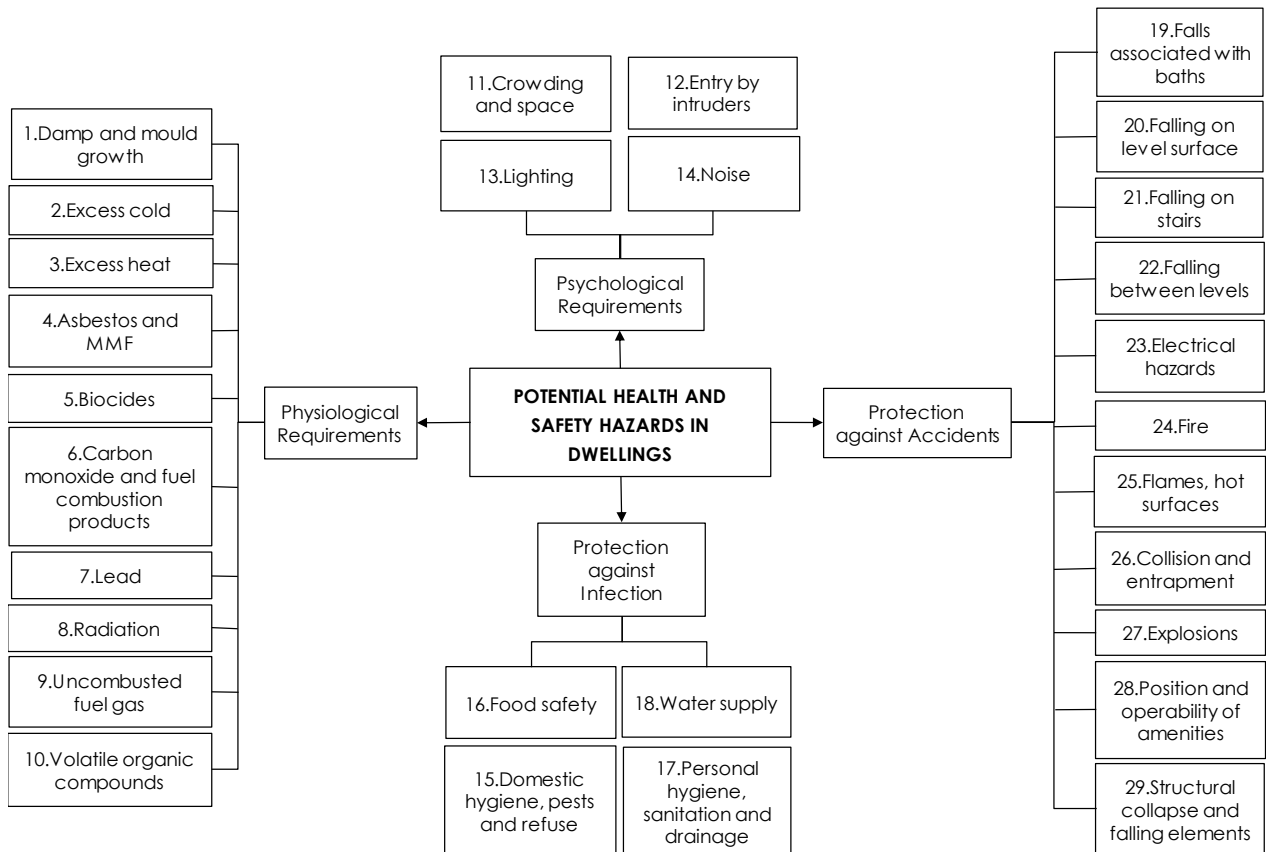 1.Damp and mould
growth
2.Excess cold
3.Excess heat
4.Asbestos and
MMF
5.Biocides
6.Carbon
monoxide and fuel
combustion
products
7.Lead
8.Radiation
9.Uncombusted
fuel gas
10.Volatile organic
compounds
Physiological
Requirements
11.Crowding
and space
12.Entry by
intruders
13.Lighting
14.Noise
Psychological
Requirements
POTENTIAL HEALTH AND
SAFETY HAZARDS IN
DWELLINGS
Protection
against
Infection
16.Food safety
18.Water supply
15.Domestic
hygiene, pests
and refuse
17.Personal
hygiene,
sanitation and
drainage
Protection
against Accidents
19.Falls
associated with
baths
20.Falling on
level surface
21.Falling on
stairs
22.Falling
between levels
23.Electrical
hazards
24.Fire
25.Flames, hot
surfaces
26.Collision and
entrapment
27.Explosions
28.Position and
operability of
amenities
29.Structural
collapse and
falling elements